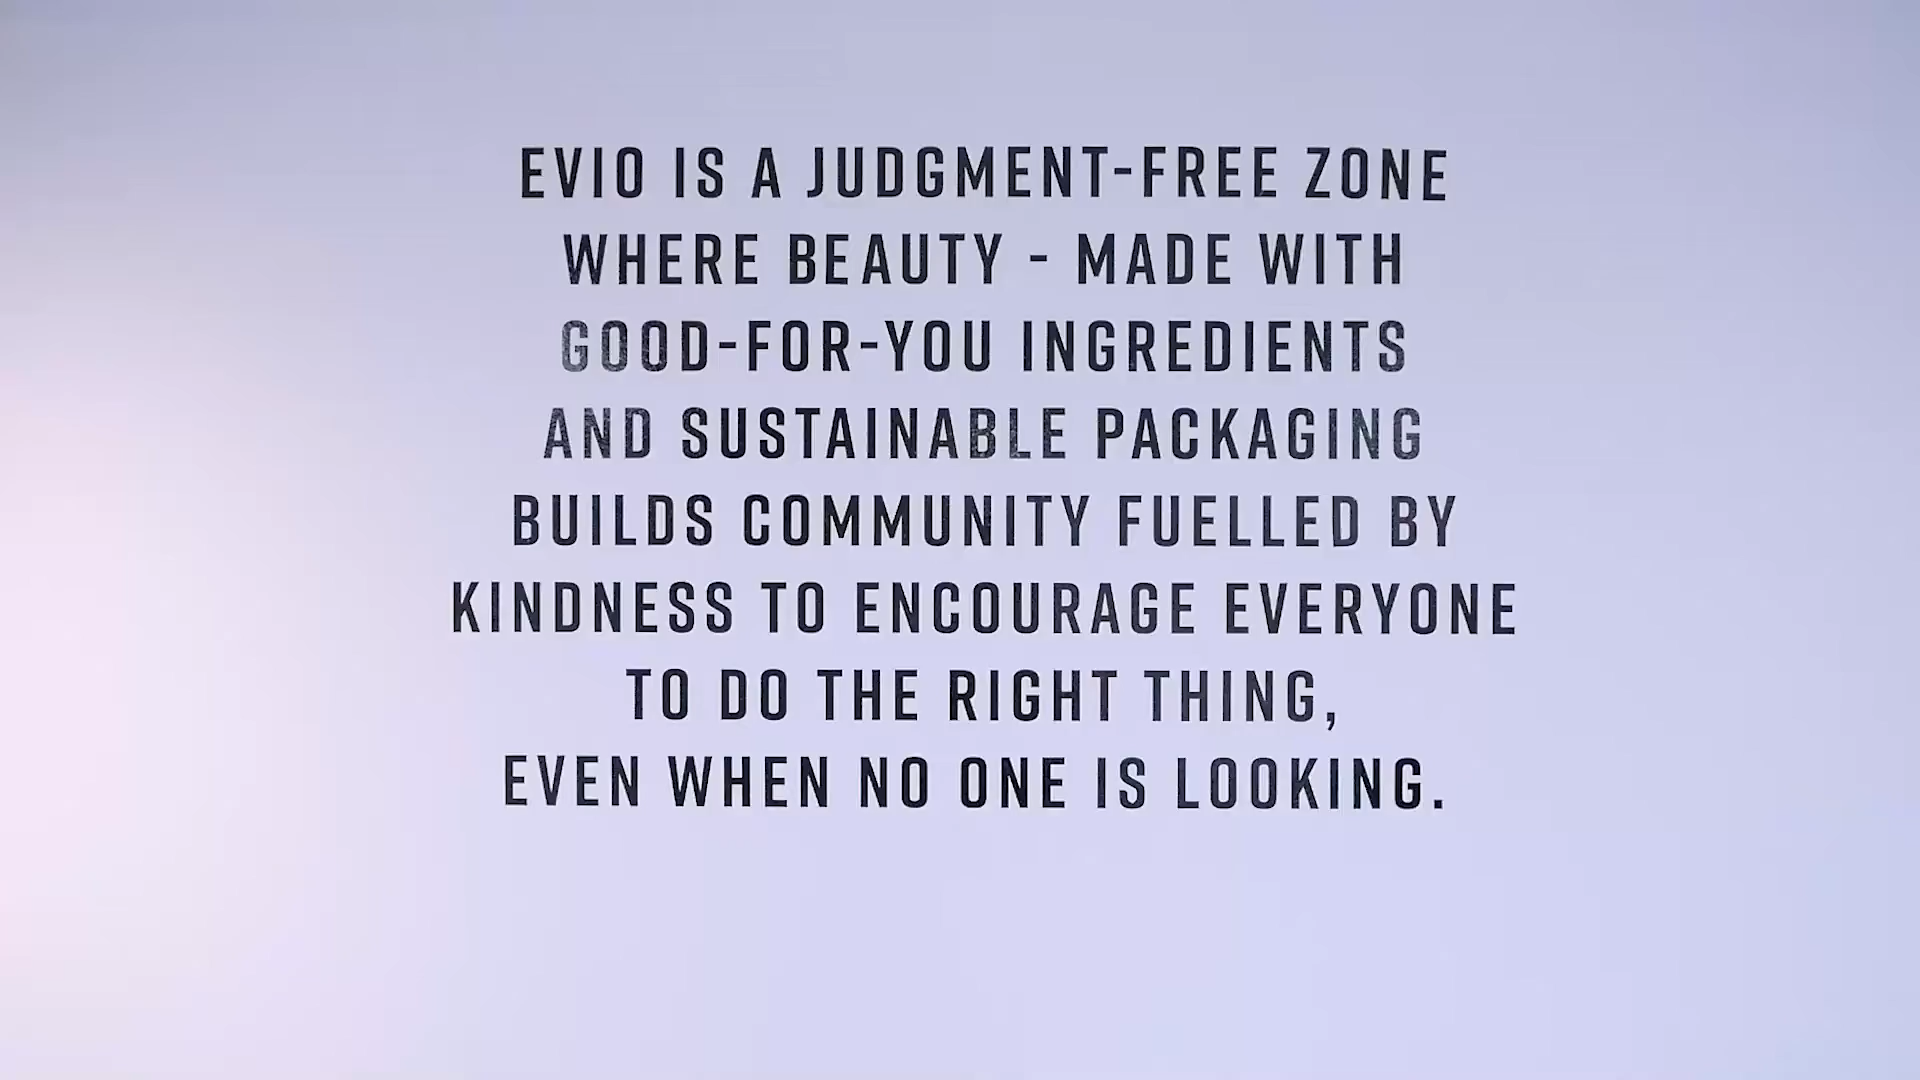 EVIO IS A JUDGMENT-FREE ZONE
WHERE BEAUTY - MADE WITH
GOOD-FOR-YOU INGREDIENTS
AND SUSTAINABLE PACKAGING
BUILDS COMMUNITY FUELLED BY
KINDNESS TO ENCOURAGE EVERYONE
TO DO THE RIGHT THING,
EVEN WHEN NO ONE IS LOOKING.